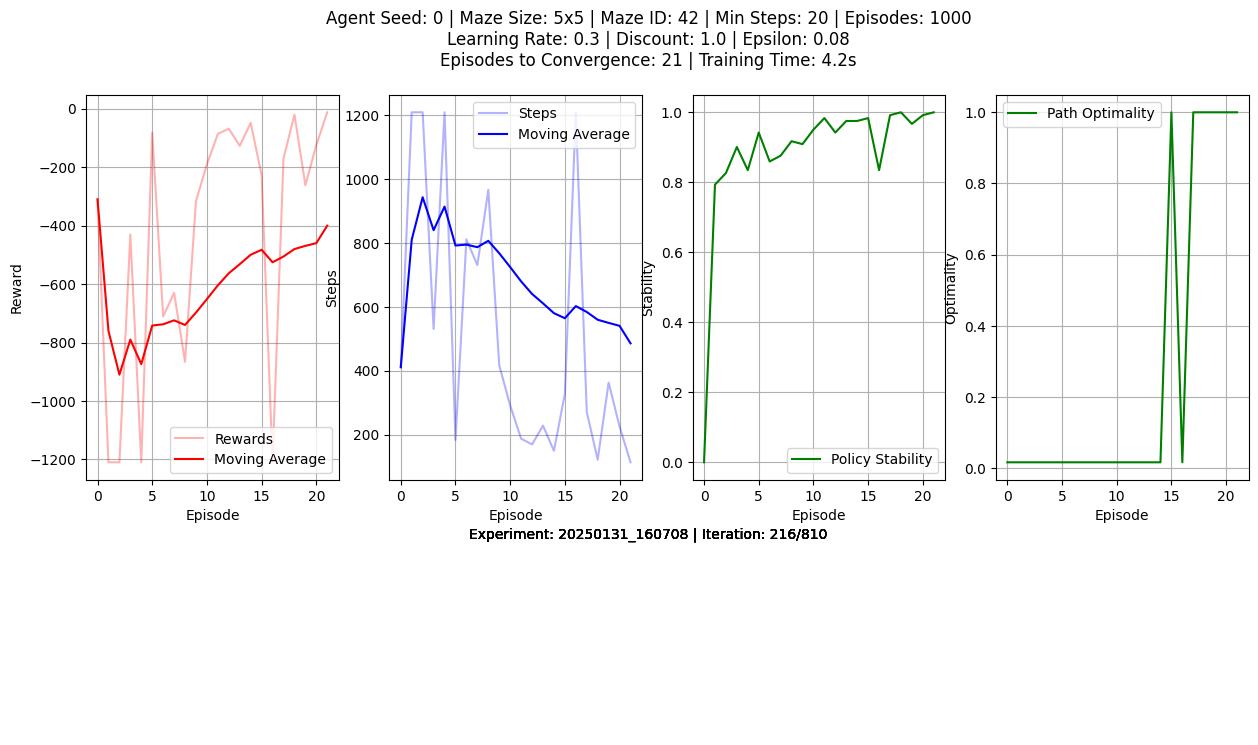 Agent Seed: 0 | Maze Size: 5x5 | Maze ID: 42 | Min Steps: 20 | Episodes: 1000
Learning Rate: 0.3 | Discount: 1.0 | Epsilon: 0.08
Episodes to Convergence: 21 | Training Time: 4.2s
Reward
0
−200
−400
−600
−800
−1000
−1200
Rewards
Moving Average
0 5 10 15 20
Episode
Steps
1200
1000
800
600
400
200
Steps
Moving Average
0 5 10 15 20
Episode
Stability
1.0
0.8
0.6
0.4
0.2
0.0
Policy Stability
0 5 10 15 20
Episode
Optimality
1.0
0.8
0.6
0.4
0.2
0.0
Path Optimality
0 5 10 15 20
Episode
Experiment: 20250131_160708 | Iteration: 216/810